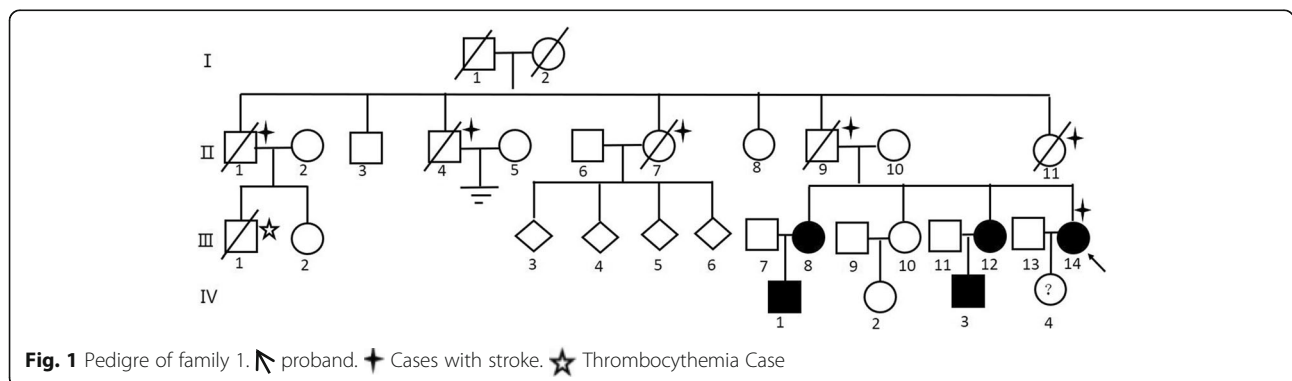 I
1 2
II
1 2 3 4 5 6 7 8 9 10 11
III
1 2 3 4 5 6 7 8 9 10 11 12 13 14
IV
1 2 3 ? 4
Fig. 1 Pedigre of family 1. proband. Cases with stroke. Thrombocythemia Case